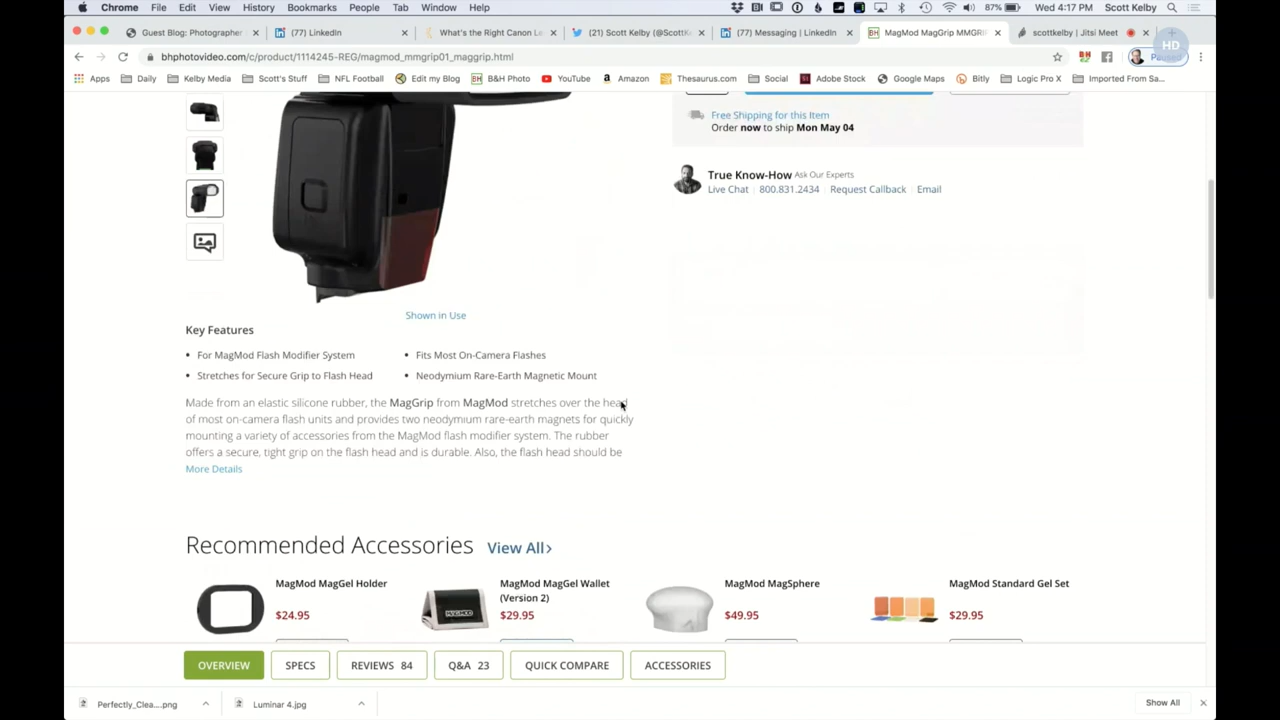 Chrome File Edit View History Bookmarks People Tab Window Help
87% Wed 4:17 PM Scott Kelby
Guest Blog: Photographer
(77) LinkedIn
What's the Right Canon Le
(21) Scott Kelby (@ScottK
(77) Messaging | LinkedIn
MagMod MagGrip MMGRI
scottkelby | Jitsi Meet
HD
bhphotovideo.com/c/product/1114245-REG/magmod_mmgrip01_maggrip.html
Apps Daily Kelby Media Scott's Stuff NFL Football Edit my Blog B&H Photo YouTube Amazon Thesaurus.com Social Adobe Stock Google Maps Bitly Logic Pro X Imported From Sa...
Free Shipping for this Item
Order now to ship Mon May 04
True Know-How Ask Our Experts
Live Chat 800.831.2434 Request Callback Email
Shown in Use
Key Features
For MagMod Flash Modifier System
Fits Most On-Camera Flashes
Stretches for Secure Grip to Flash Head
Neodymium Rare-Earth Magnetic Mount
Made from an elastic silicone rubber, the MagGrip from MagMod stretches over the head
of most on-camera flash units and provides two neodymium rare-earth magnets for quickly
mounting a variety of accessories from the MagMod flash modifier system. The rubber
offers a secure, tight grip on the flash head and is durable. Also, the flash head should be
More Details
Recommended Accessories View All>
MagMod MagGel Holder
$24.95
MagMod MagGel Wallet
(Version 2)
$29.95
MagMod MagSphere
$49.95
MagMod Standard Gel Set
$29.95
OVERVIEW SPECS REVIEWS 84 Q&A 23 QUICK COMPARE ACCESSORIES
Perfectly_Clea....png
Luminar 4.jpg
Show All